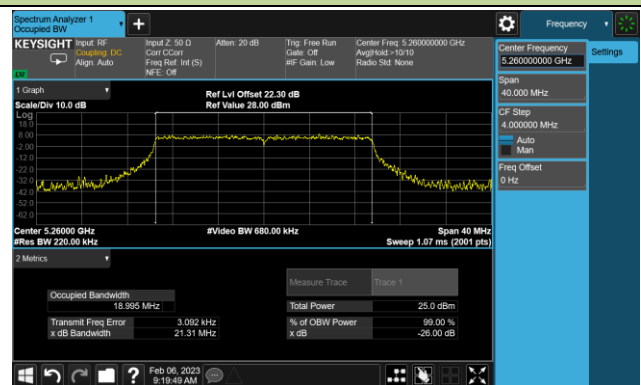 Spectrum Analyzer 1
Occupied BW
Frequency
KEYSIGHT
Input: RF
Coupling: DC
Align: Auto
Input Z: 50 Ω
Corr CCorr
Freq Ref: Int (S)
NFE: Off
Atten: 20 dB
Trig: Free Run
Gate: Off
#IF Gain: Low
Center Freq: 5.260000000 GHz
Avg|Hold:>10/10
Radio Std: None
Center Frequency
5.260000000 GHz
Settings
Span
40.000 MHz
CF Step
4.000000 MHz
Auto
Man
Freq Offset
0 Hz
1 Graph
Scale/Div 10.0 dB
Ref Lvl Offset 22.30 dB
Ref Value 28.00 dBm
Log
18.0
8.00
-2.00
-12.0
-22.0
-32.0
-42.0
-52.0
-62.0
Center 5.26000 GHz
#Res BW 220.00 kHz
#Video BW 680.00 kHz
Span 40 MHz
Sweep 1.07 ms (2001 pts)
2 Metrics
Measure Trace
Trace 1
Occupied Bandwidth
18.995 MHz
Total Power
25.0 dBm
Transmit Freq Error
3.092 kHz
% of OBW Power
99.00 %
x dB Bandwidth
21.31 MHz
x dB
-26.00 dB
Feb 06, 2023
9:19:49 AM